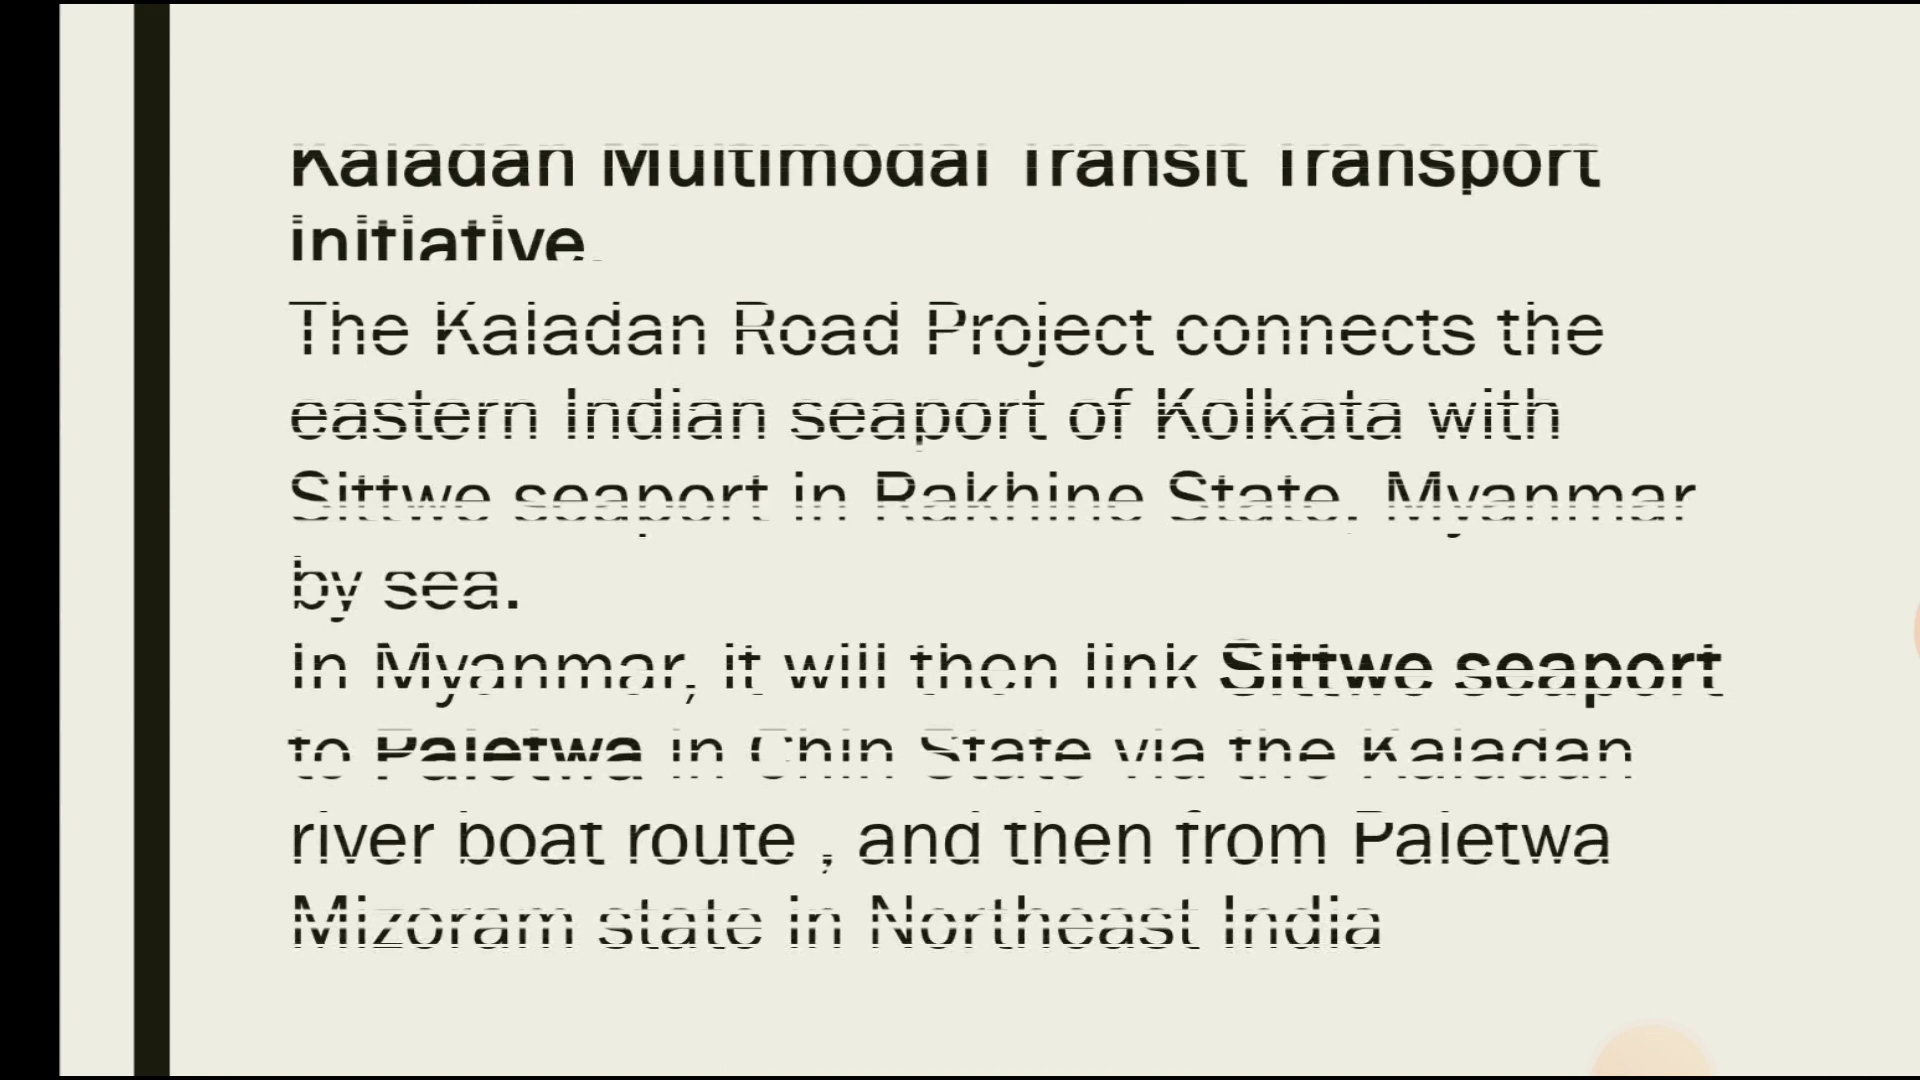 Kaladan Multimodal Transit Transport
initiative.
The Kaladan Road Project connects the
eastern Indian seaport of Kolkata with
Sittwe seaport in Rakhine State, Myanmar
by sea.
In Myanmar, it will then link Sittwe seaport
to Paletwa in Chin State via the Kaladan
river boat route , and then from Paletwa
Mizoram state in Northeast India